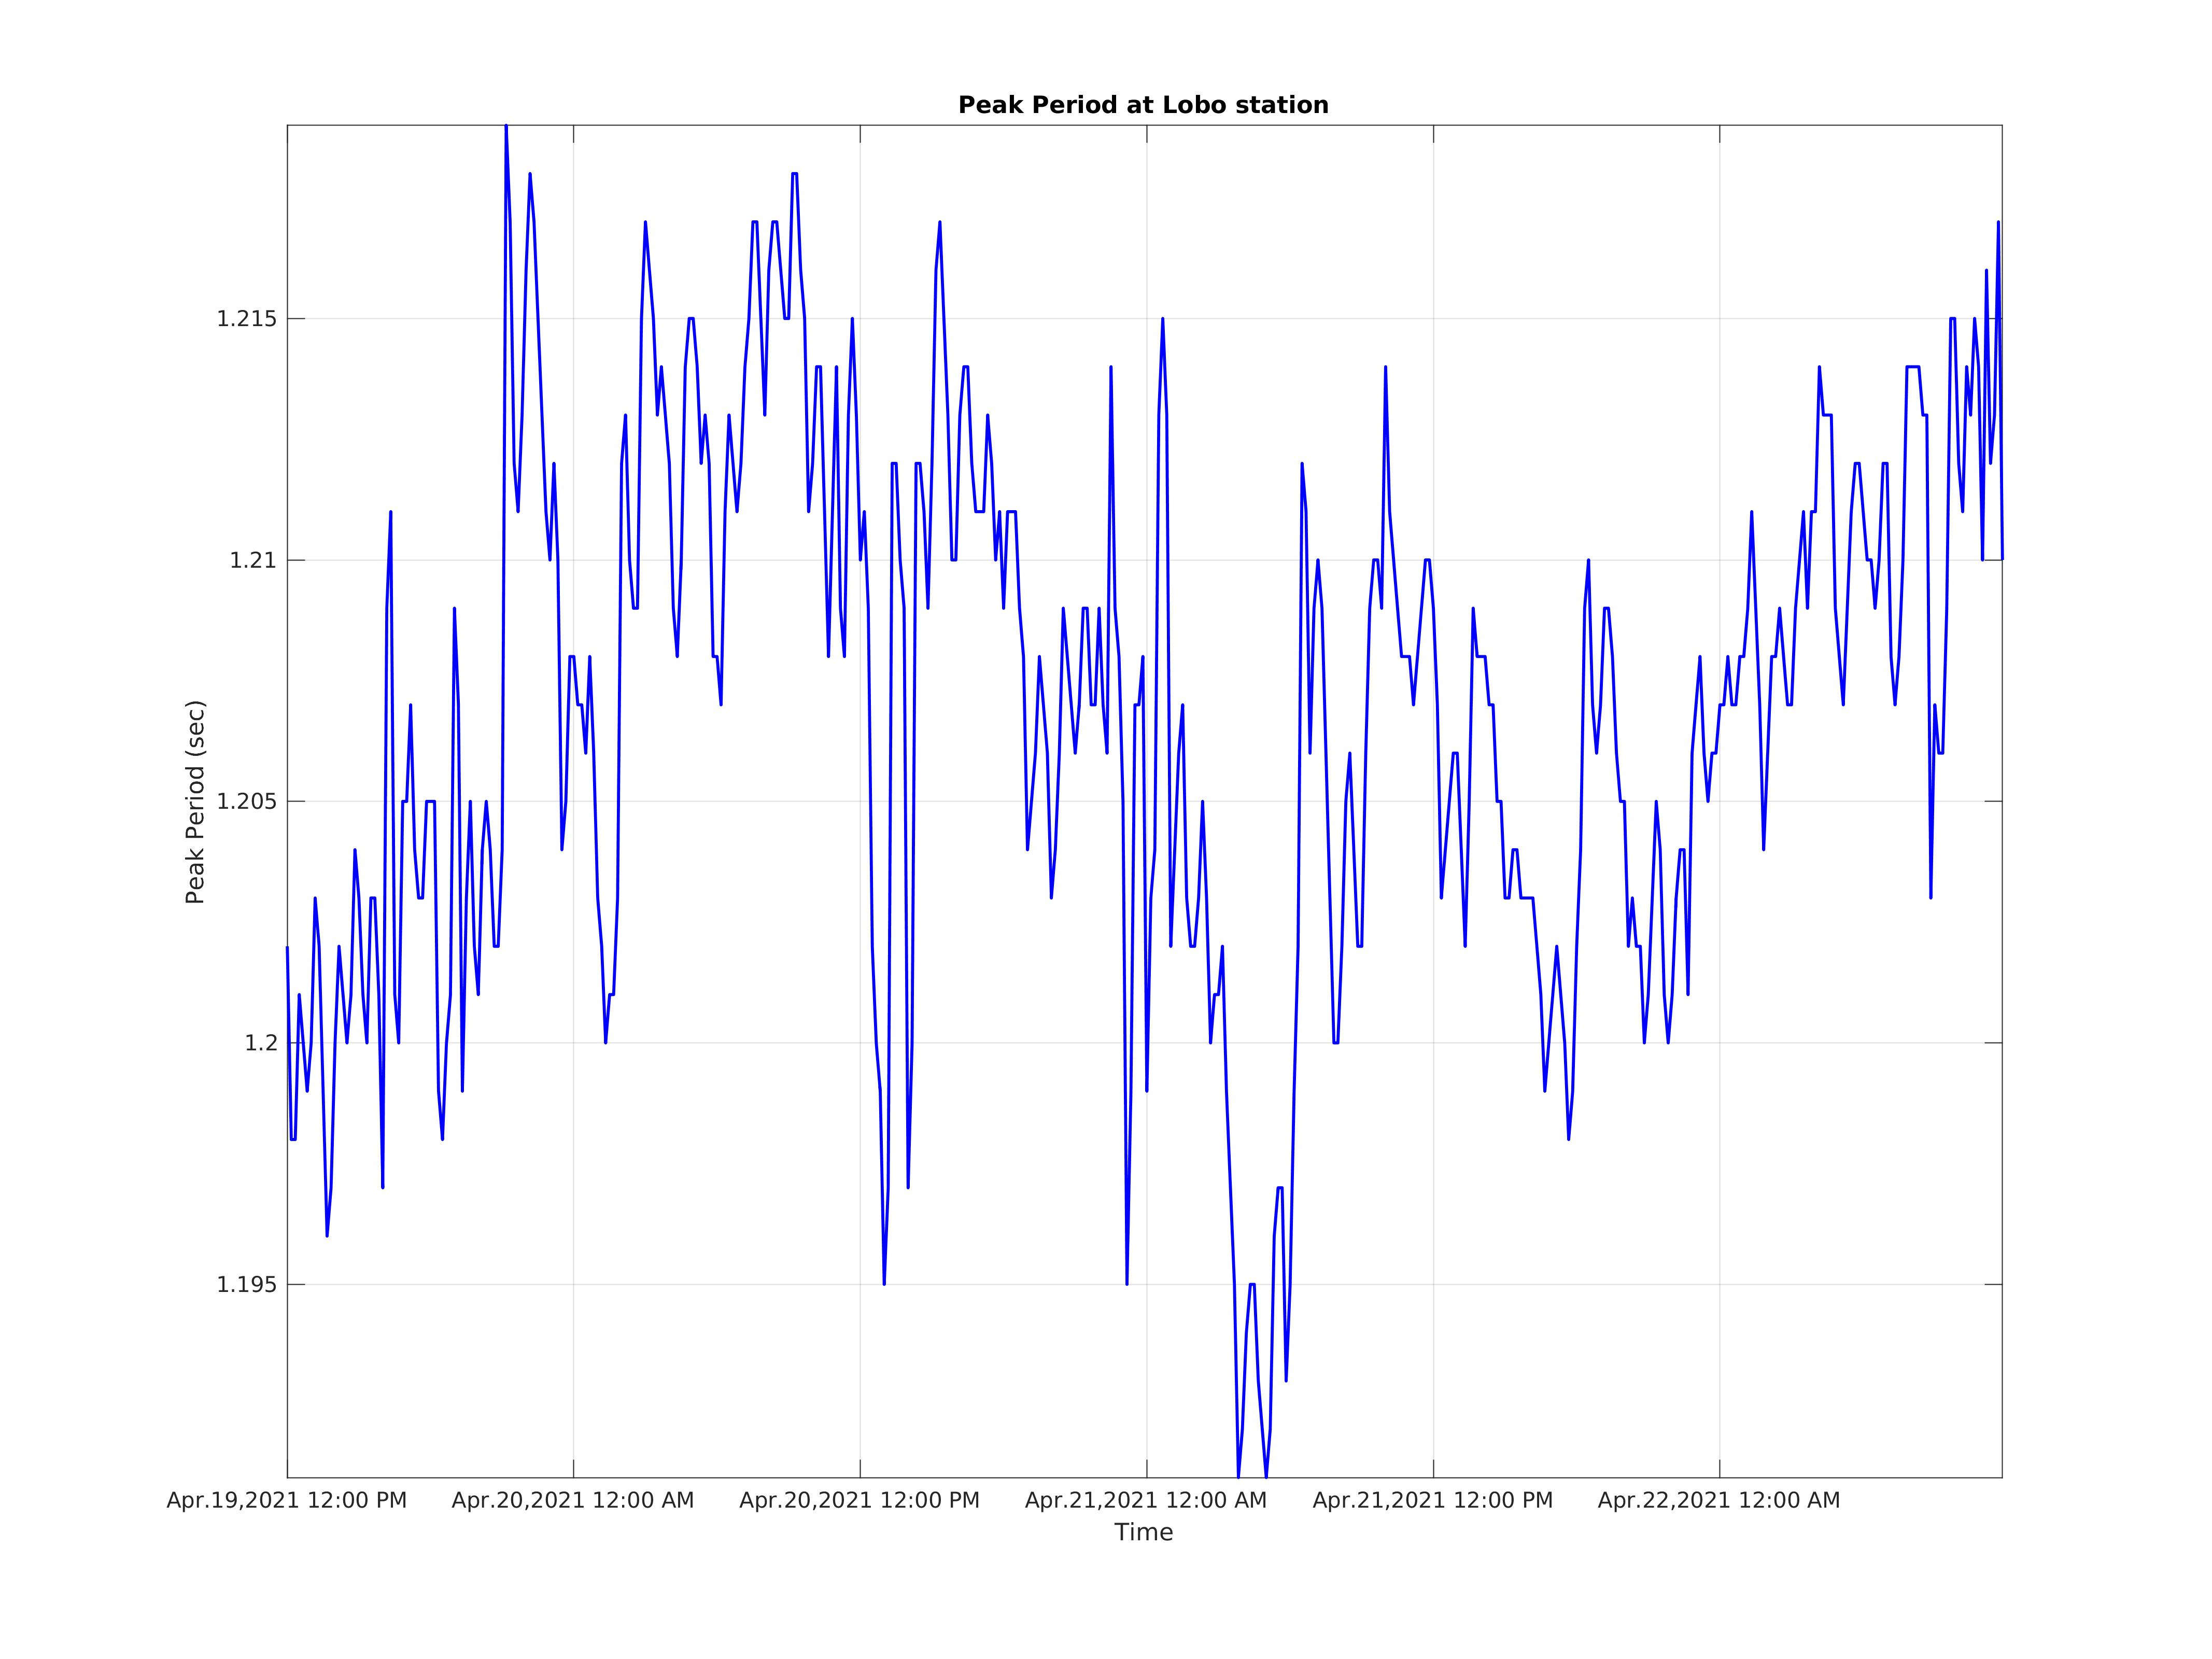 Peak Period at Lobo station
Peak Period (sec)
1.215
1.21
1.205
1.2
1.195
Apr.19,2021 12:00 PM Apr.20,2021 12:00 AM Apr.20,2021 12:00 PM Apr.21,2021 12:00 AM Apr.21,2021 12:00 PM Apr.22,2021 12:00 AM
Time